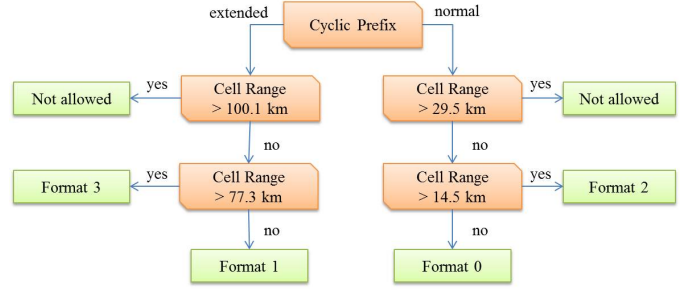 extended
Cyclic Prefix
normal
Not allowed
yes
Cell Range
> 100.1 km
Cell Range
> 29.5 km
yes
Not allowed
no
no
Format 3
yes
Cell Range
> 77.3 km
Cell Range
> 14.5 km
yes
Format 2
no
no
Format 1
Format 0